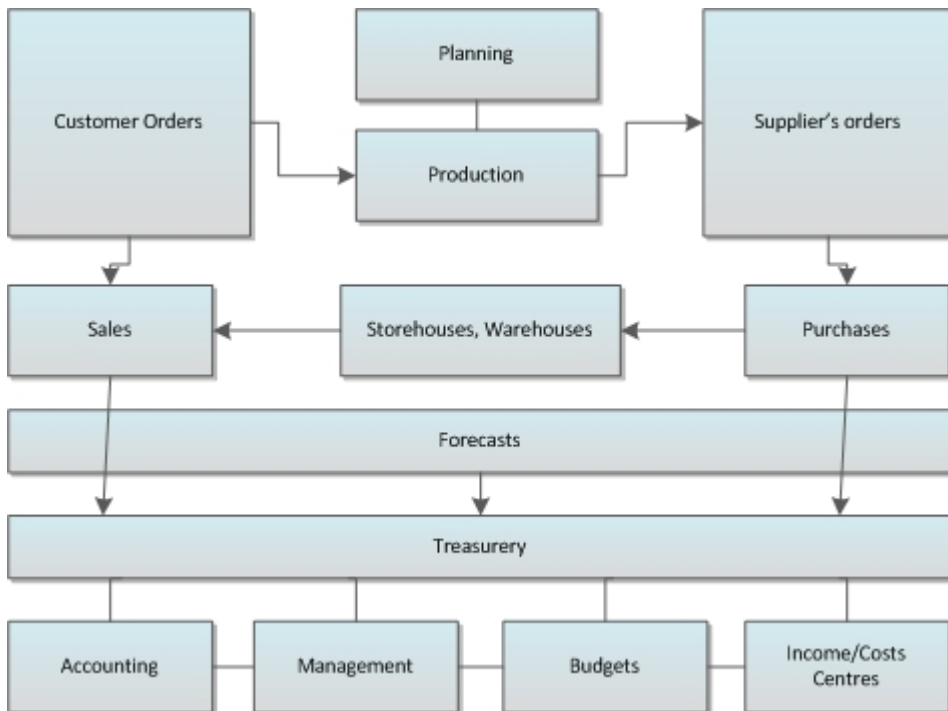 Planning
Customer Orders
Supplier's orders
Production
Sales
Storehouses, Warehouses
Purchases
Forecasts
Treasurery
Accounting
Management
Budgets
Income/Costs
Centres